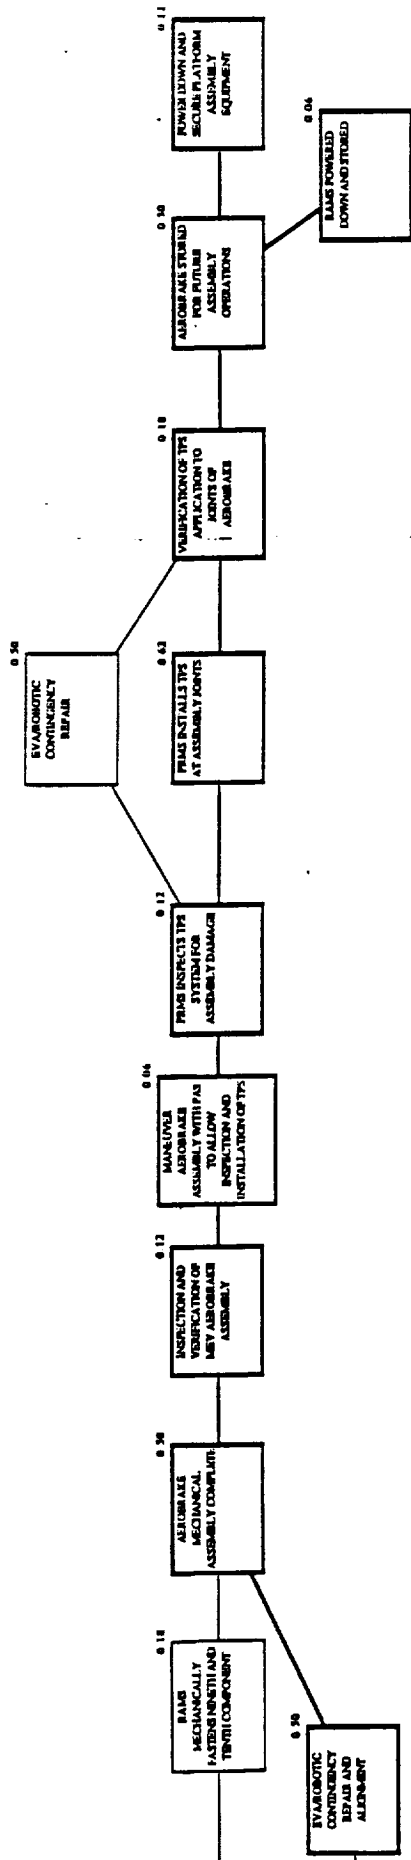 0.18
RAMS
MECHANICALLY
FASTENS NINETH AND
TENTH COMPONENT
0.50
EVA/ROBOTIC
CONTINGENCY
REPAIR AND
ALIGNMENT
0.50
AEROBRAKE
MECHANICAL
ASSEMBLY COMPLETE
0.12
INSPECTION AND
VERIFICATION OF
MEV AEROBRAKE
ASSEMBLY
0.06
MANEUVER
AEROBRAKE
ASSEMBLY WITH PAS
TO ALLOW
INSPECTION AND
INSTALLATION OF TPS
0.12
PRMS INSPECTS TPS
SYSTEM FOR
ASSEMBLY DAMAGE
0.50
EVA/ROBOTIC
CONTINGENCY
REPAIR
0.62
PRMS INSTALLS TPS
AT ASSEMBLY JOINTS
0.18
VERIFICATION OF TPS
APPLICATION TO
JOINTS OF
AEROBRAKE
0.50
AEROBRAKE STORED
FOR FUTURE
ASSEMBLY
OPERATIONS
0.06
RAMS POWERED
DOWN AND STORED
POWER DOWN AND
SECURE PLATFORM
ASSEMBLY
EQUIPMENT